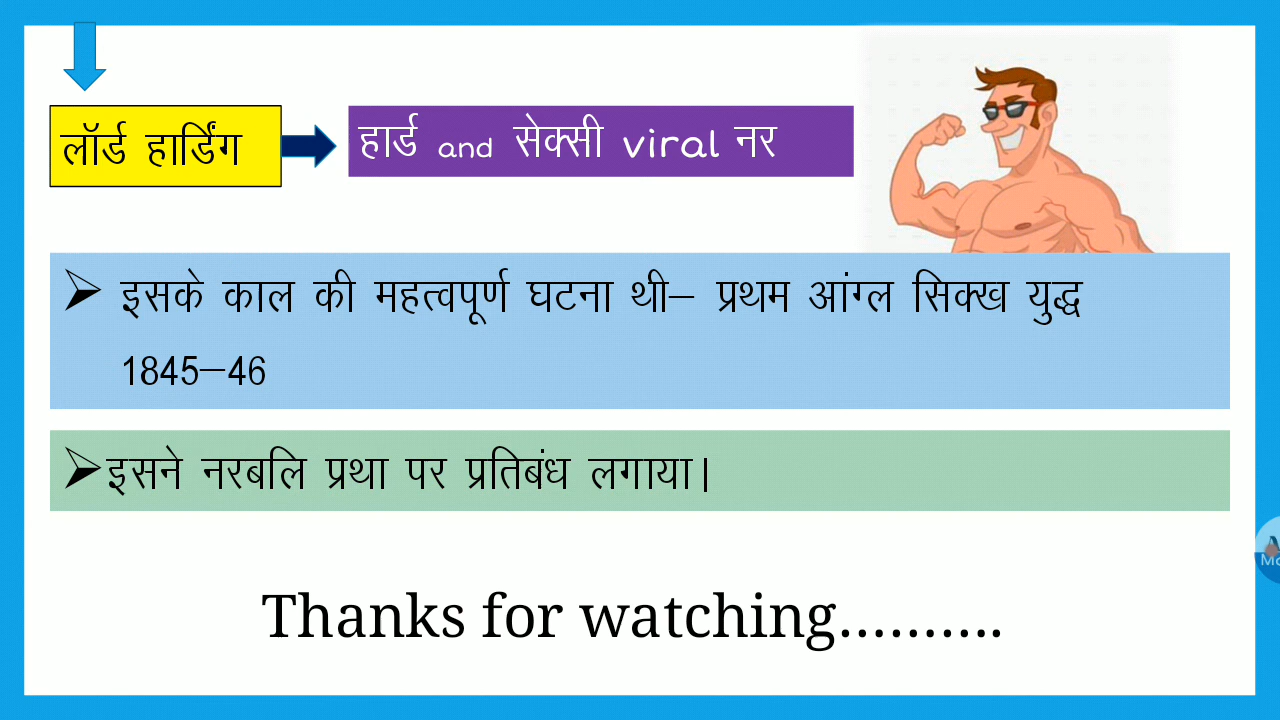 लॉर्ड हार्डिंग
हार्ड and सेक्सी viral नर
➢ इसके काल की महत्वपूर्ण घटना थी– प्रथम आंग्ल सिक्ख युद्ध
1845–46
➢इसने नरबलि प्रथा पर प्रतिबंध लगाया।
Thanks for watching……….